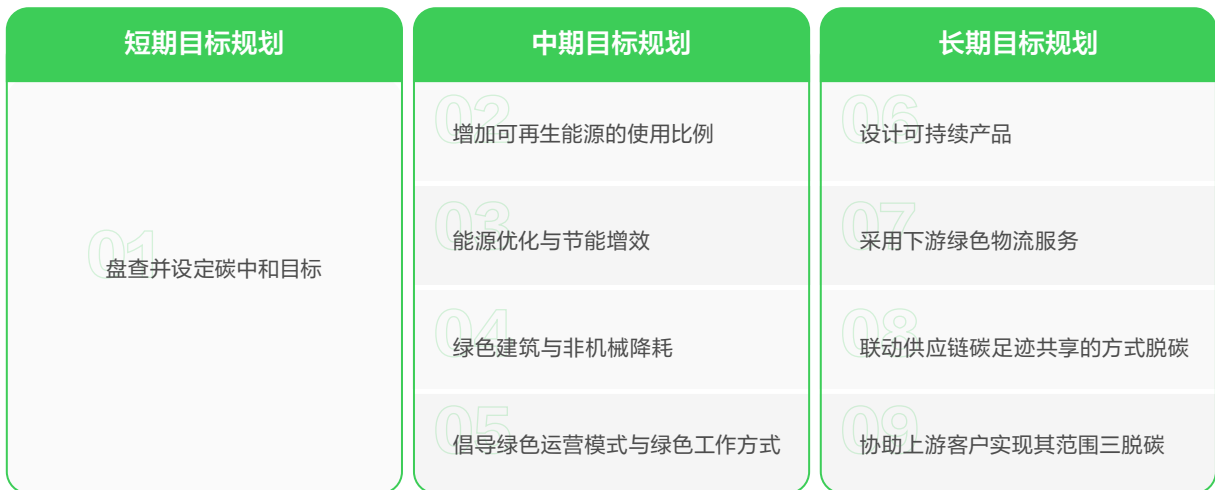 短期目标规划
01
盘查并设定碳中和目标
中期目标规划
02
增加可再生能源的使用比例
03
能源优化与节能增效
04
绿色建筑与非机械降耗
05
倡导绿色运营模式与绿色工作方式
长期目标规划
06
设计可持续产品
07
采用下游绿色物流服务
08
联动供应链碳足迹共享的方式脱碳
09
协助上游客户实现其范围三脱碳